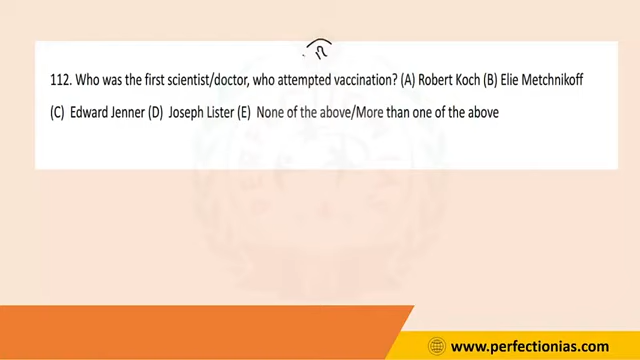 112. Who was the first scientist/doctor, who attempted vaccination? (A) Robert Koch (B) Elie Metchnikoff
(C) Edward Jenner (D) Joseph Lister (E) None of the above/More than one of the above
www.perfectionias.com